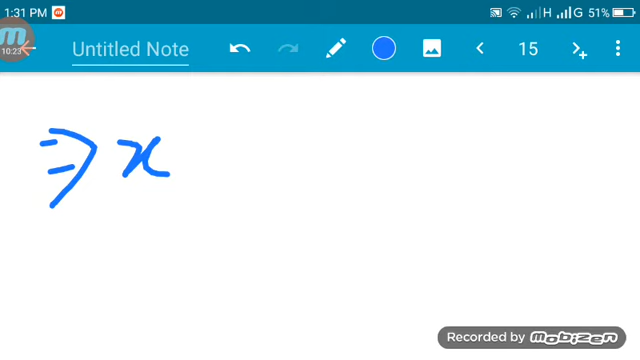 1:31 PM H G 51%
10:23 Untitled Note 15
⇒ x
Recorded by mobizen